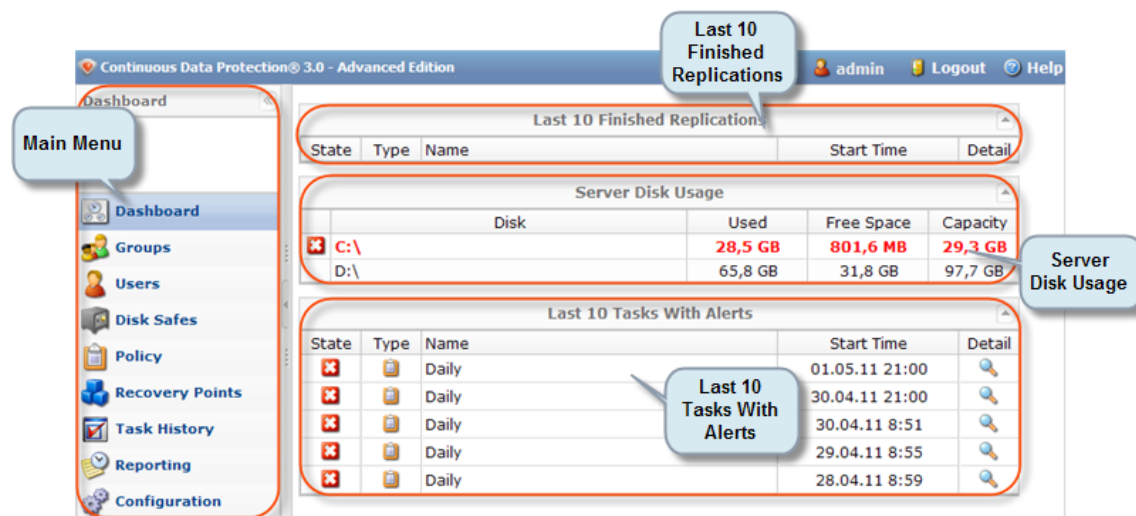 Last 10
Finished
Replications
Continuous Data Protection® 3.0 - Advanced Edition
admin
Logout
Help
Dashboard
Main Menu
Dashboard
Groups
Users
Disk Safes
Policy
Recovery Points
Task History
Reporting
Configuration
Last 10 Finished Replications
State Type Name Start Time Detail
Server Disk Usage
Disk Used Free Space Capacity
C:\ 28,5 GB 801,6 MB 29,3 GB
D:\ 65,8 GB 31,8 GB 97,7 GB
Server
Disk Usage
Last 10 Tasks With Alerts
State Type Name Start Time Detail
Daily 01.05.11 21:00
Daily 30.04.11 21:00
Daily 30.04.11 8:51
Daily 29.04.11 8:55
Daily 28.04.11 8:59
Last 10
Tasks With
Alerts